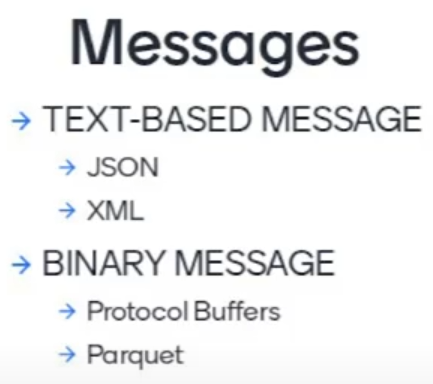 Messages
→ TEXT-BASED MESSAGE
→ JSON
→ XML
→ BINARY MESSAGE
→ Protocol Buffers
→ Parquet